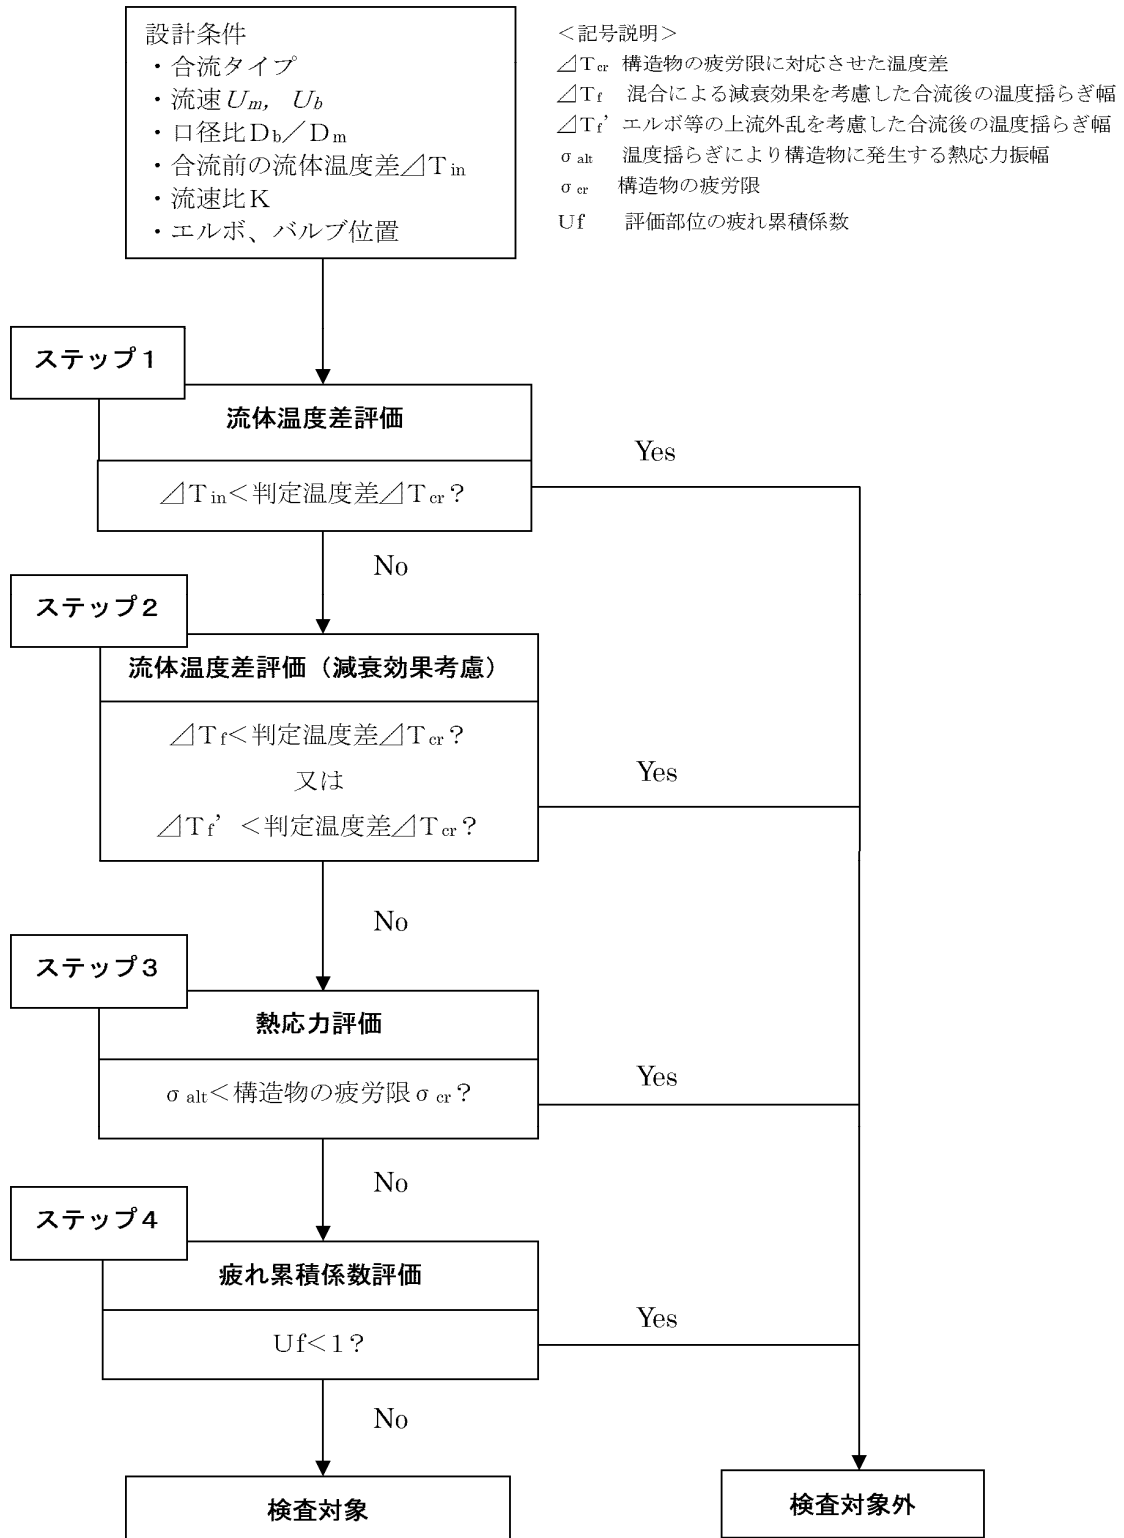 設計条件
・合流タイプ
・流速Um, Ub
・口径比Db／Dm
・合流前の流体温度差⊿Tin
・流速比K
・エルボ、バルブ位置
＜記号説明＞
⊿Tcr 構造物の疲労限に対応させた温度差
⊿Tf 混合による減衰効果を考慮した合流後の温度揺らぎ幅
⊿Tf’ エルボ等の上流外乱を考慮した合流後の温度揺らぎ幅
σalt 温度揺らぎにより構造物に発生する熱応力振幅
σcr 構造物の疲労限
Uf 評価部位の疲れ累積係数
ステップ１
流体温度差評価
⊿Tin＜判定温度差⊿Tcr？
Yes
No
ステップ２
流体温度差評価（減衰効果考慮）
⊿Tf＜判定温度差⊿Tcr？
又は
⊿Tf’＜判定温度差⊿Tcr？
Yes
No
ステップ３
熱応力評価
σalt＜構造物の疲労限σcr？
Yes
No
ステップ４
疲れ累積係数評価
Uf＜1？
Yes
No
検査対象
検査対象外